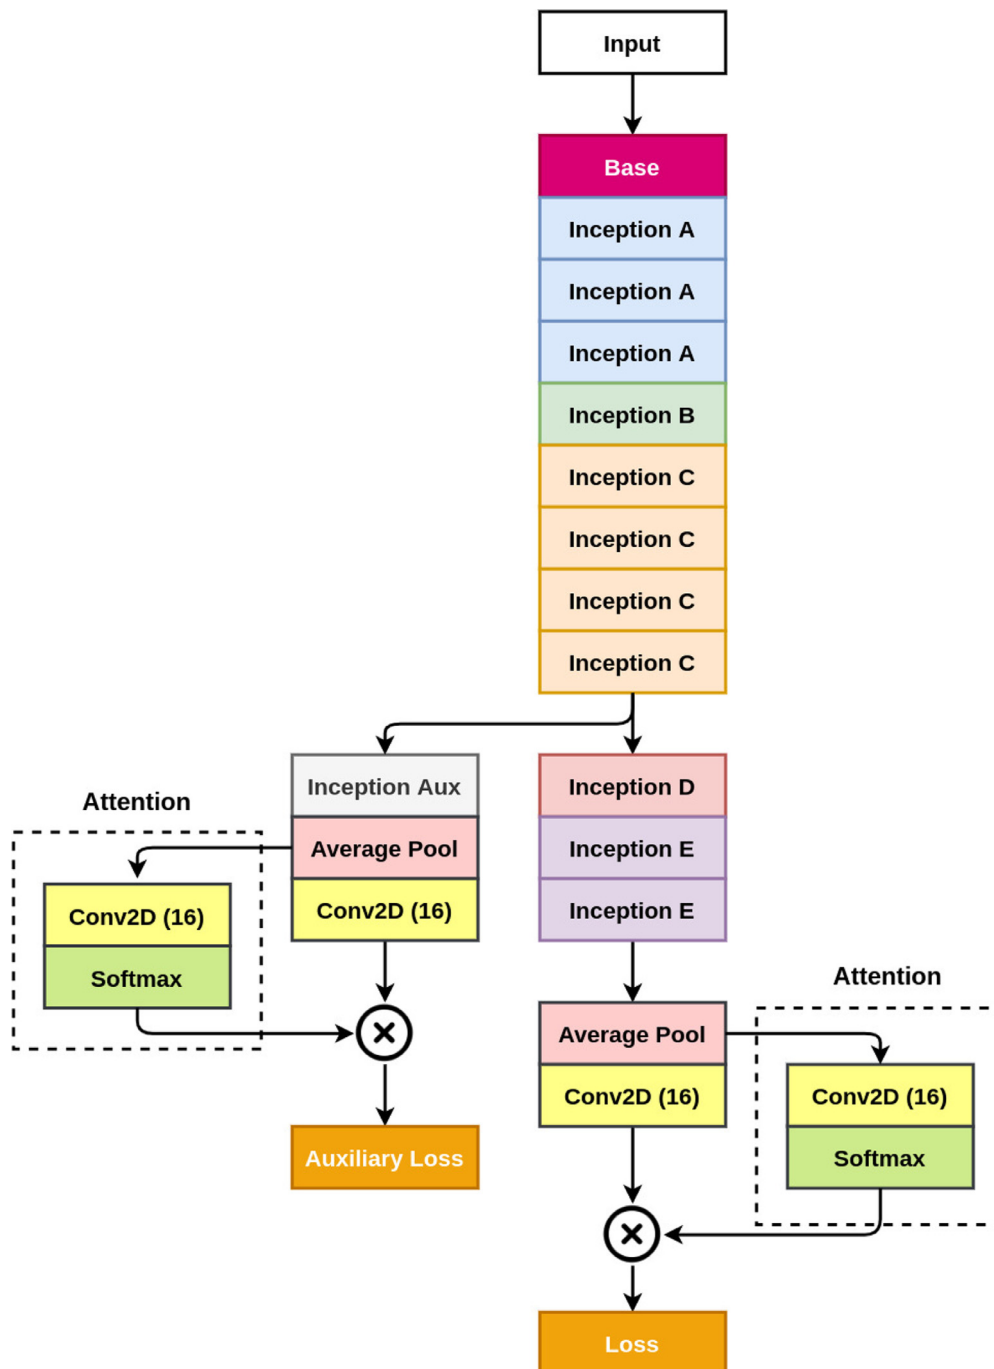 Input
Base
Inception A
Inception A
Inception A
Inception B
Inception C
Inception C
Inception C
Inception C
Inception Aux
Average Pool
Conv2D (16)
Attention
Conv2D (16)
Softmax
Auxiliary Loss
Inception D
Inception E
Inception E
Average Pool
Conv2D (16)
Attention
Conv2D (16)
Softmax
Loss